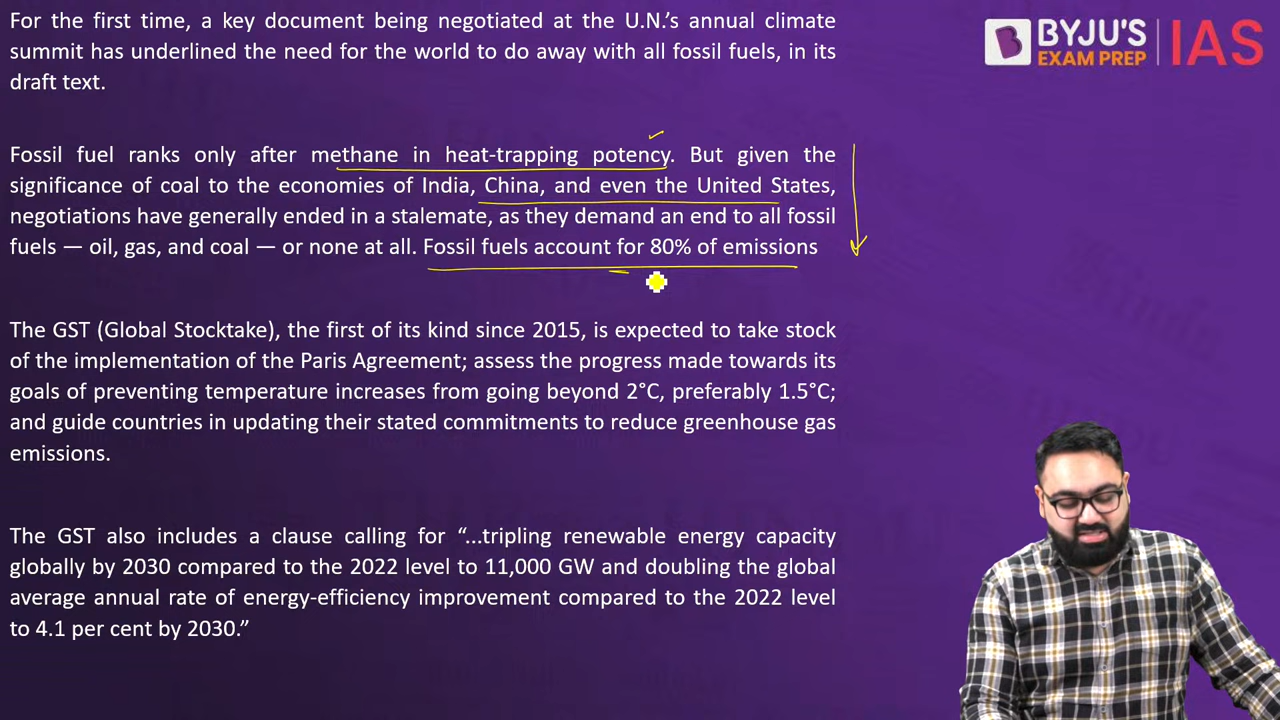 For the first time, a key document being negotiated at the U.N.’s annual climate
summit has underlined the need for the world to do away with all fossil fuels, in its
draft text.
Fossil fuel ranks only after methane in heat-trapping potency. But given the
significance of coal to the economies of India, China, and even the United States,
negotiations have generally ended in a stalemate, as they demand an end to all fossil
fuels — oil, gas, and coal — or none at all. Fossil fuels account for 80% of emissions
The GST (Global Stocktake), the first of its kind since 2015, is expected to take stock
of the implementation of the Paris Agreement; assess the progress made towards its
goals of preventing temperature increases from going beyond 2°C, preferably 1.5°C;
and guide countries in updating their stated commitments to reduce greenhouse gas
emissions.
The GST also includes a clause calling for “...tripling renewable energy capacity
globally by 2030 compared to the 2022 level to 11,000 GW and doubling the global
average annual rate of energy-efficiency improvement compared to the 2022 level
to 4.1 per cent by 2030.”
BYJU'S
EXAM PREP
IAS